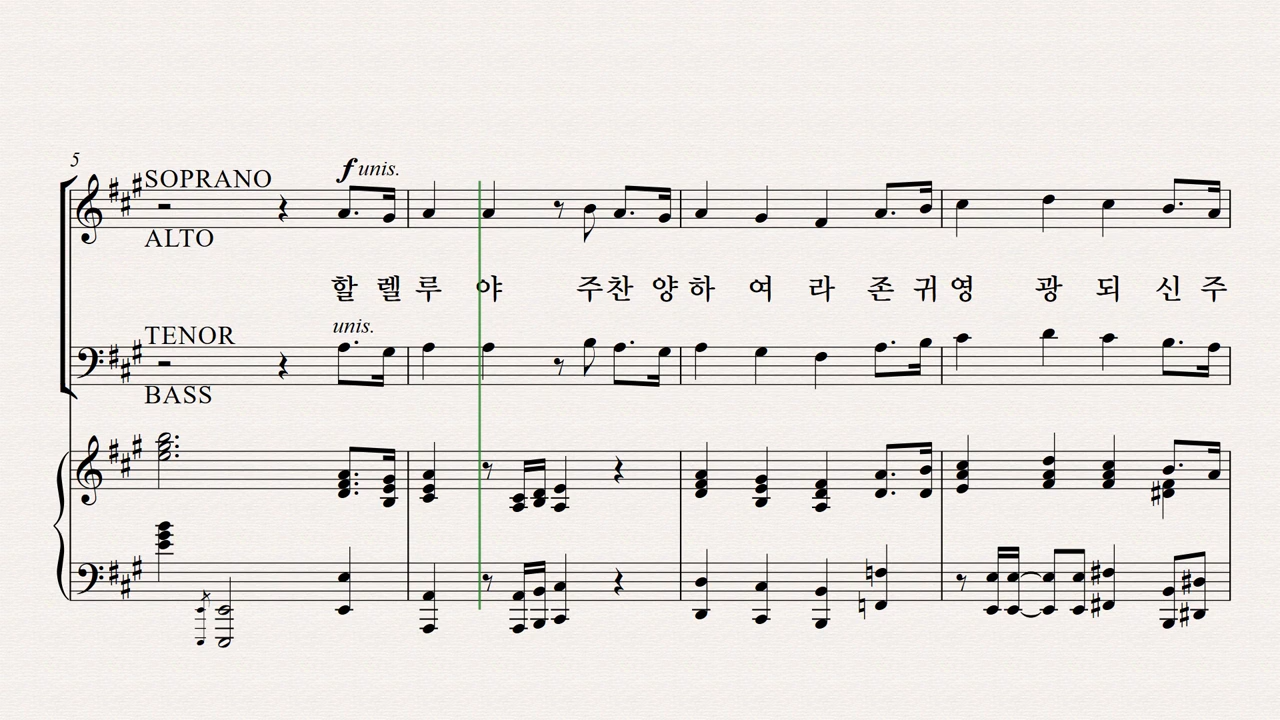 5
f unis.
SOPRANO
ALTO
할 렐 루 야 주 찬 양 하 여 라 존 귀 영 광 되 신 주
unis.
TENOR
BASS